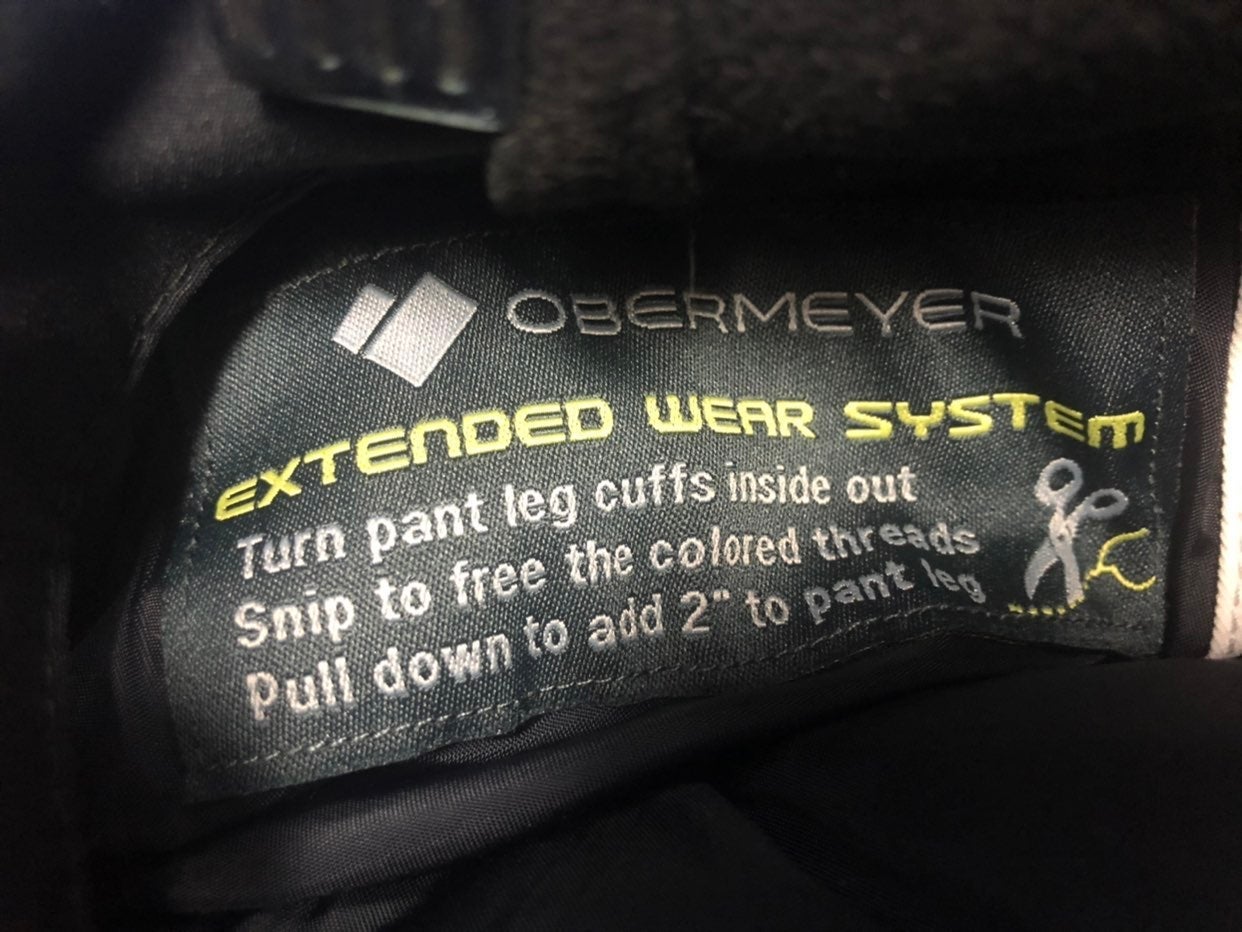 OBERMEYER
EXTENDED WEAR SYSTEM
Turn pant leg cuffs inside out
Snip to free the colored threads
Pull down to add 2" to pant leg